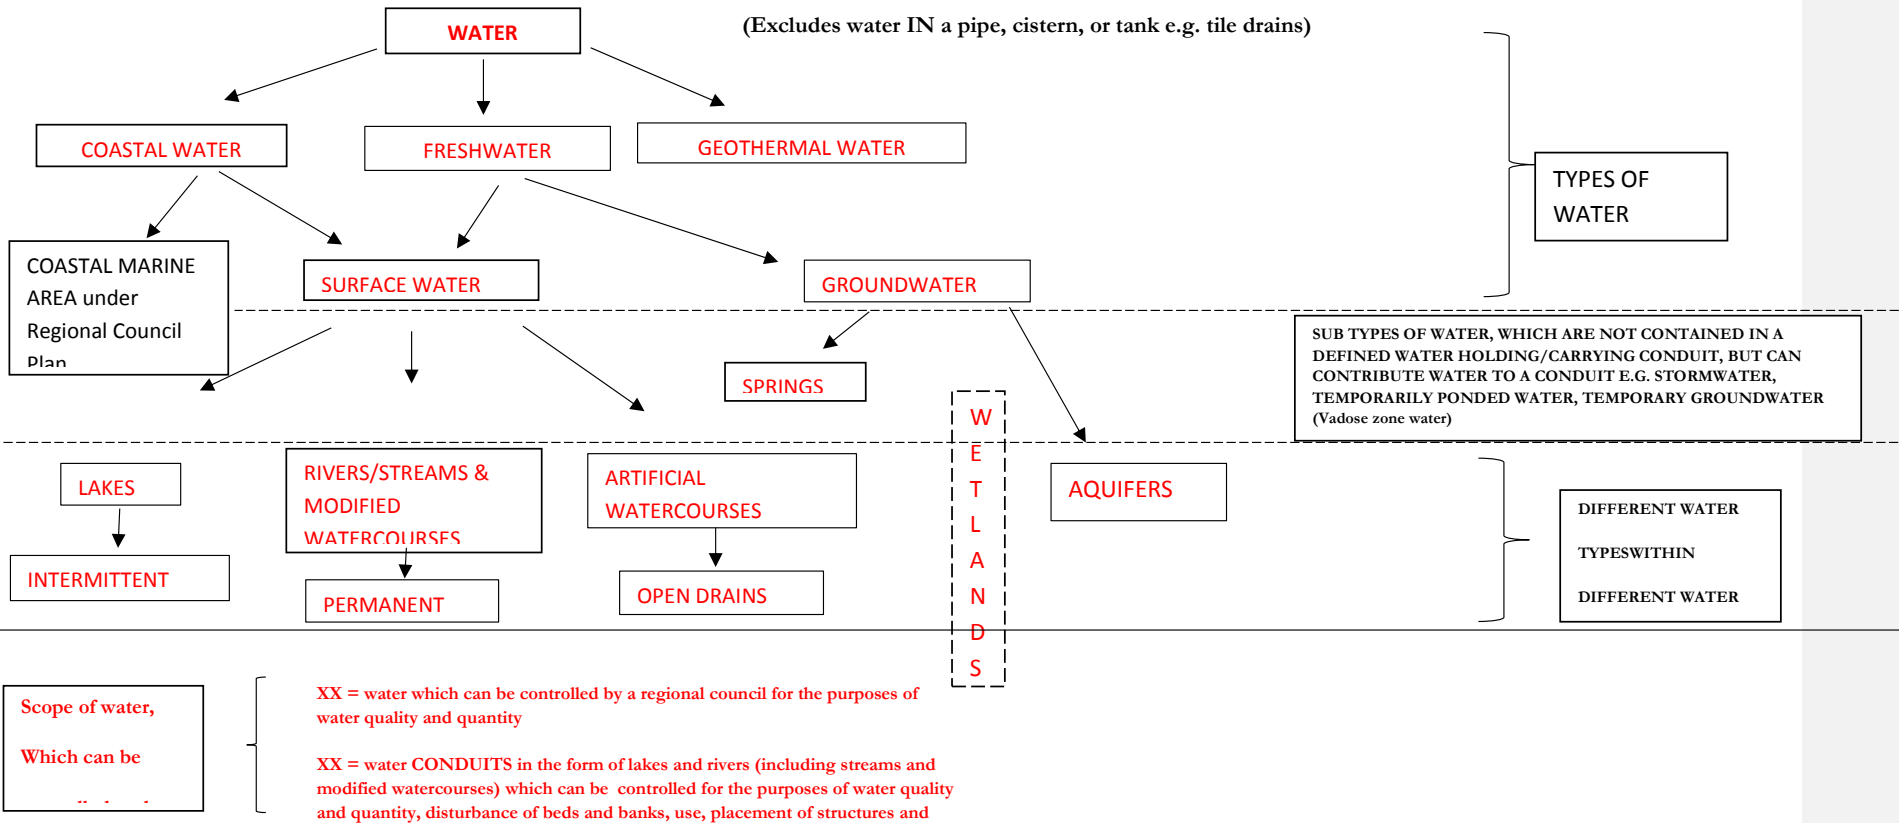 WATER
(Excludes water IN a pipe, cistern, or tank e.g. tile drains)
COASTAL WATER
FRESHWATER
GEOTHERMAL WATER
TYPES OF
WATER
COASTAL MARINE
AREA under
Regional Council
Plan
SURFACE WATER
GROUNDWATER
SUB TYPES OF WATER, WHICH ARE NOT CONTAINED IN A
DEFINED WATER HOLDING/CARRYING CONDUIT, BUT CAN
CONTRIBUTE WATER TO A CONDUIT E.G. STORMWATER,
TEMPORARILY PONDED WATER, TEMPORARY GROUNDWATER
(Vadose zone water)
SPRINGS
W
E
T
L
A
N
D
S
LAKES
RIVERS/STREAMS &
MODIFIED
WATERCOURSES
ARTIFICIAL
WATERCOURSES
AQUIFERS
DIFFERENT WATER
TYPESWITHIN
DIFFERENT WATER
INTERMITTENT
PERMANENT
OPEN DRAINS
Scope of water,
Which can be
XX = water which can be controlled by a regional council for the purposes of
water quality and quantity
XX = water CONDUITS in the form of lakes and rivers (including streams and
modified watercourses) which can be controlled for the purposes of water quality
and quantity, disturbance of beds and banks, use, placement of structures and